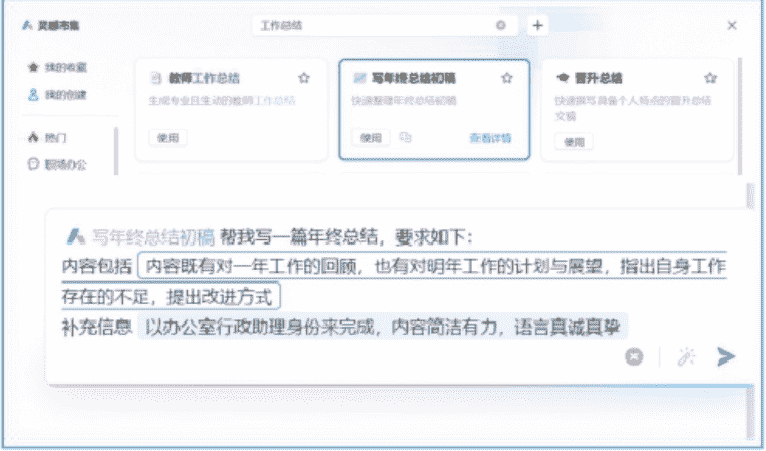 灵感市集
工作总结
我的收藏
我的创建
热门
职场办公
教师工作总结
生成专业且生动的教师工作总结
使用
写年终总结初稿
快速整理年终总结初稿
使用
查看详情
晋升总结
快速撰写具备个人特点的晋升总结
文稿
使用
写年终总结初稿 帮我写一篇年终总结，要求如下：
内容包括 内容既有对一年工作的回顾，也有对明年工作的计划与展望，指出自身工作
存在的不足，提出改进方式
补充信息 以办公室行政助理身份来完成，内容简洁有力，语言真诚真挚